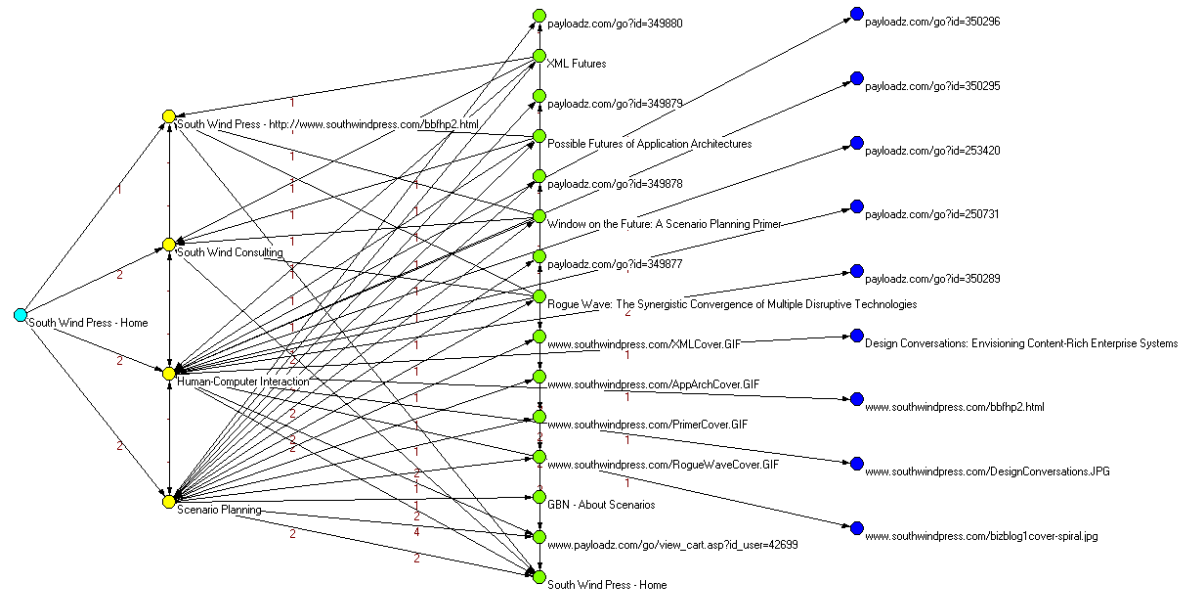 South Wind Press - Home
1
2
2
2
South Wind Press - http://www.southwindpress.com/bbfhp2.html
South Wind Consulting
Human-Computer Interaction
Scenario Planning
payloadz.com/go?id=349880
XML Futures
payloadz.com/go?id=349879
Possible Futures of Application Architectures
payloadz.com/go?id=349878
Window on the Future: A Scenario Planning Primer
payloadz.com/go?id=349877
Rogue Wave: The Synergistic Convergence of Multiple Disruptive Technologies
www.southwindpress.com/XMLCover.GIF
www.southwindpress.com/AppArchCover.GIF
www.southwindpress.com/PrimerCover.GIF
www.southwindpress.com/RogueWaveCover.GIF
GBN - About Scenarios
www.payloadz.com/go/view_cart.asp?id_user=42699
South Wind Press - Home
payloadz.com/go?id=350296
payloadz.com/go?id=350295
payloadz.com/go?id=253420
payloadz.com/go?id=250731
payloadz.com/go?id=350289
Design Conversations: Envisioning Content-Rich Enterprise Systems
www.southwindpress.com/bbfhp2.html
www.southwindpress.com/DesignConversations.JPG
www.southwindpress.com/bizblog1cover-spiral.jpg